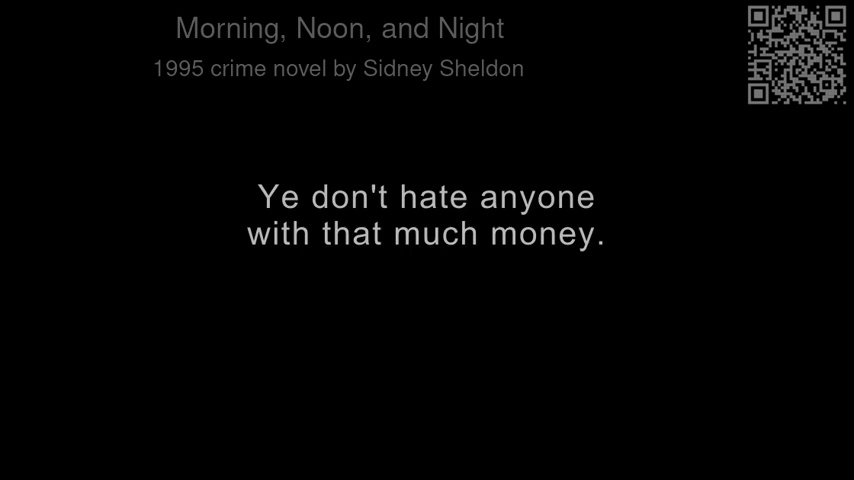 Morning, Noon, and Night
1995 crime novel by Sidney Sheldon
Ye don't hate anyone
with that much money.